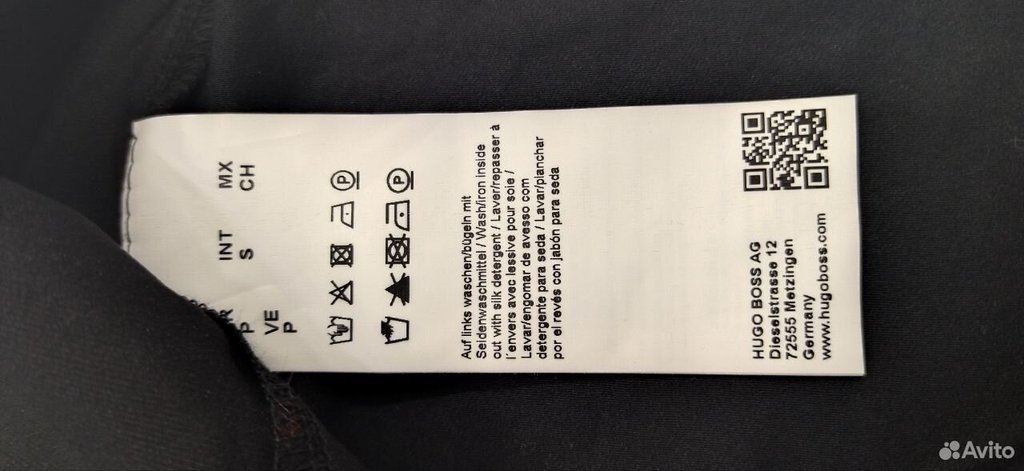 INT MX
S CH
VE
P
P
P
Auf links waschen/bügeln mit
Seidenwaschmittel / Wash/iron inside
out with silk detergent / Laver/repasser à
l'envers avec lessive pour soie /
Lavar/engomar de avesso com
detergente para seda / Lavar/planchar
por el revés con jabón para seda
HUGO BOSS AG
Dieselstrasse 12
72555 Metzingen
Germany
www.hugoboss.com
Avito